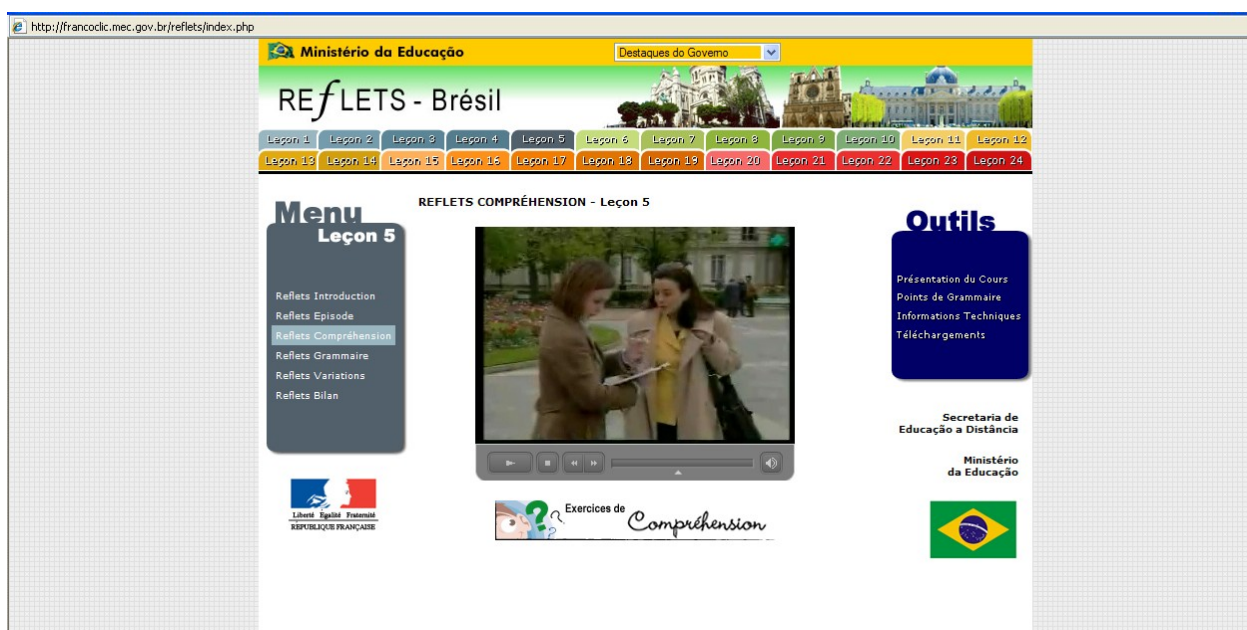 http://francoclic.mec.gov.br/reflets/index.php
Ministério da Educação
Destaques do Governo
REfLETS - Brésil
Leçon 1 Leçon 2 Leçon 3 Leçon 4 Leçon 5 Leçon 6 Leçon 7 Leçon 8 Leçon 9 Leçon 10 Leçon 11 Leçon 12
Leçon 13 Leçon 14 Leçon 15 Leçon 16 Leçon 17 Leçon 18 Leçon 19 Leçon 20 Leçon 21 Leçon 22 Leçon 23 Leçon 24
Menu
Leçon 5
Reflets Introduction
Reflets Episode
Reflets Compréhension
Reflets Grammaire
Reflets Variations
Reflets Bilan
Liberté Egalité Fraternité
RÉPUBLIQUE FRANÇAISE
REFLETS COMPRÉHENSION - Leçon 5
Exercices de
Compréhension
Outils
Présentation du Cours
Points de Grammaire
Informations Techniques
Téléchargements
Secretaria de
Educação a Distância
Ministério
da Educação